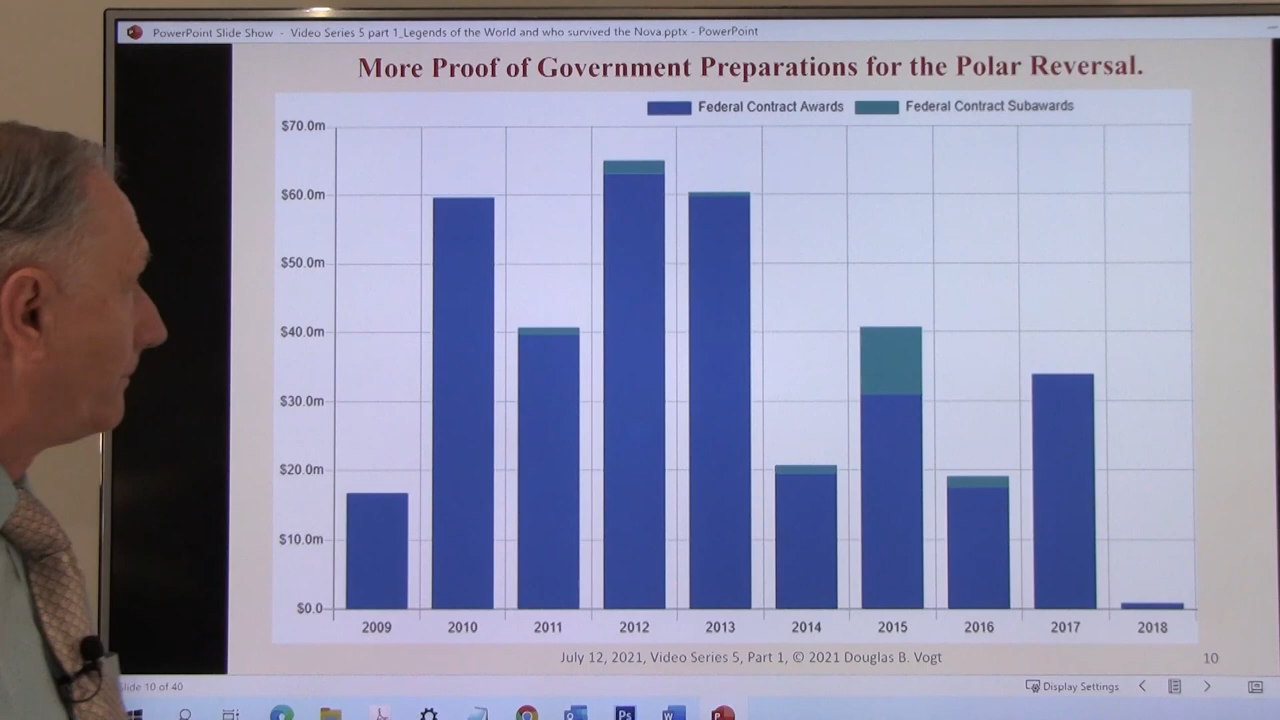 PowerPoint Slide Show - Video Series 5 part 1_Legends of the World and who survived the Nova.pptx - PowerPoint
More Proof of Government Preparations for the Polar Reversal.
Federal Contract Awards Federal Contract Subawards
$70.0m
$60.0m
$50.0m
$40.0m
$30.0m
$20.0m
$10.0m
$0.0
2009 2010 2011 2012 2013 2014 2015 2016 2017 2018
July 12, 2021, Video Series 5, Part 1, © 2021 Douglas B. Vogt 10
Slide 10 of 40 Display Settings